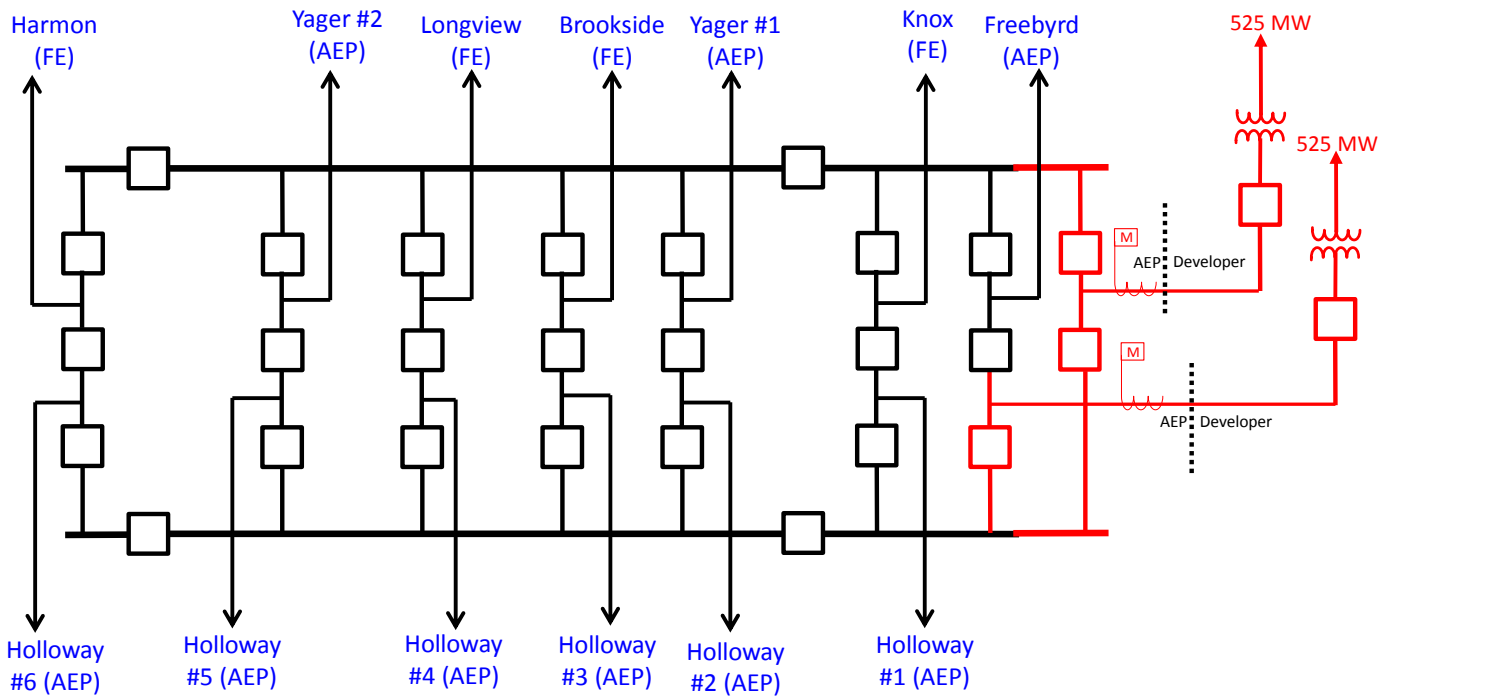 Harmon
(FE)
Yager #2
(AEP)
Longview
(FE)
Brookside
(FE)
Yager #1
(AEP)
Knox
(FE)
Freebyrd
(AEP)
525 MW
525 MW
M
AEP
Developer
M
AEP
Developer
Holloway
#6 (AEP)
Holloway
#5 (AEP)
Holloway
#4 (AEP)
Holloway
#3 (AEP)
Holloway
#2 (AEP)
Holloway
#1 (AEP)